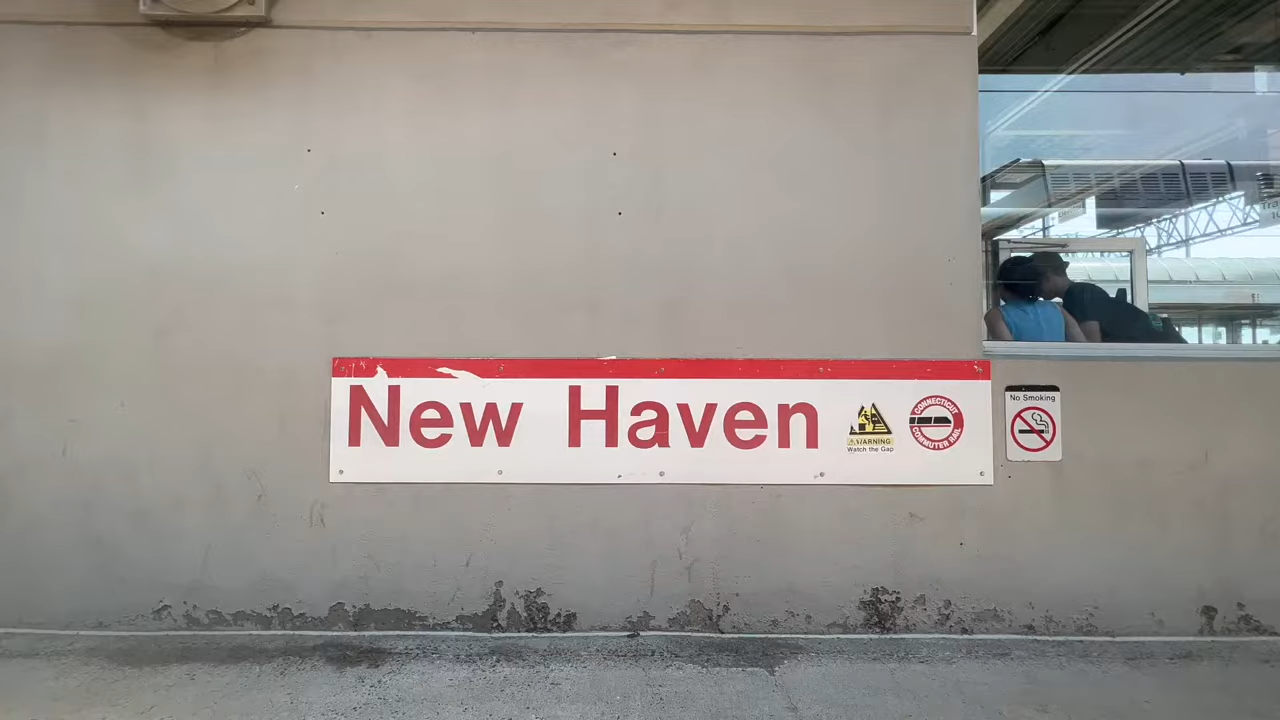 New Haven
WARNING
Watch the Gap
CONNECTICUT
COMMUTER RAIL
No Smoking